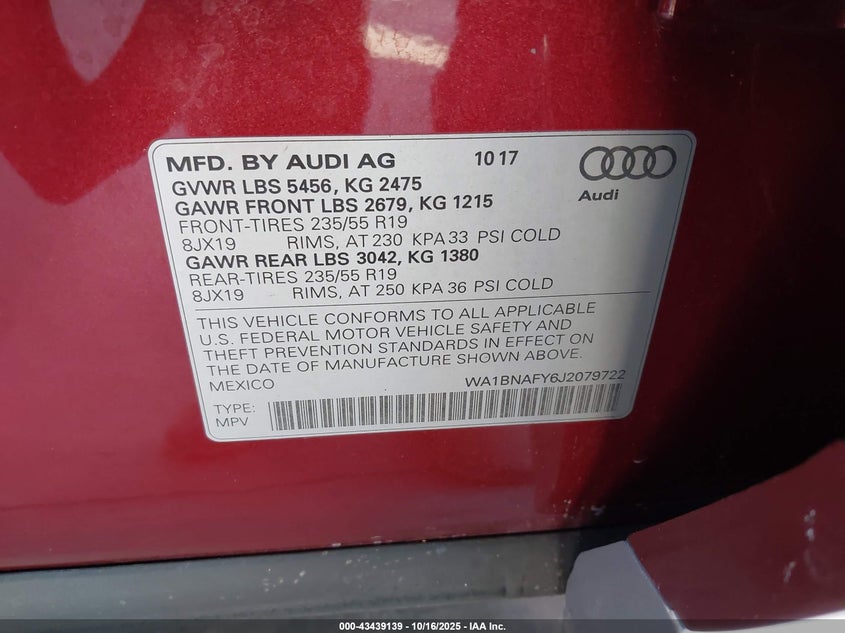 MFD. BY AUDI AG 10 17
GVWR LBS 5456, KG 2475
GAWR FRONT LBS 2679, KG 1215
FRONT-TIRES 235/55 R19
8JX19 RIMS, AT 230 KPA 33 PSI COLD
GAWR REAR LBS 3042, KG 1380
REAR-TIRES 235/55 R19
8JX19 RIMS, AT 250 KPA 36 PSI COLD
Audi
THIS VEHICLE CONFORMS TO ALL APPLICABLE
U.S. FEDERAL MOTOR VEHICLE SAFETY AND
THEFT PREVENTION STANDARDS IN EFFECT ON
THE DATE OF MANUFACTURE SHOWN ABOVE.
MEXICO WA1BNAFY6J2079722
TYPE:
MPV
000-43439139 - 10/16/2025 - IAA Inc.